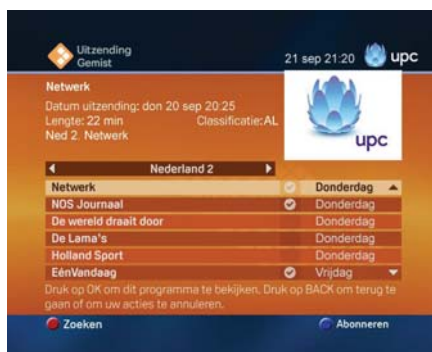 Uitzending
Gemist
21 sep 21:20
upc
Netwerk
Datum uitzending: don 20 sep 20:25
Lengte: 22 min Classificatie:AL
Ned 2. Netwerk
upc
Nederland 2
Netwerk Donderdag
NOS Journaal Donderdag
De wereld draait door Donderdag
De Lama's Donderdag
Holland Sport Donderdag
EénVandaag Vrijdag
Druk op OK om dit programma te bekijken. Druk op BACK om terug te
gaan of om uw acties te annuleren.
Zoeken Abonneren